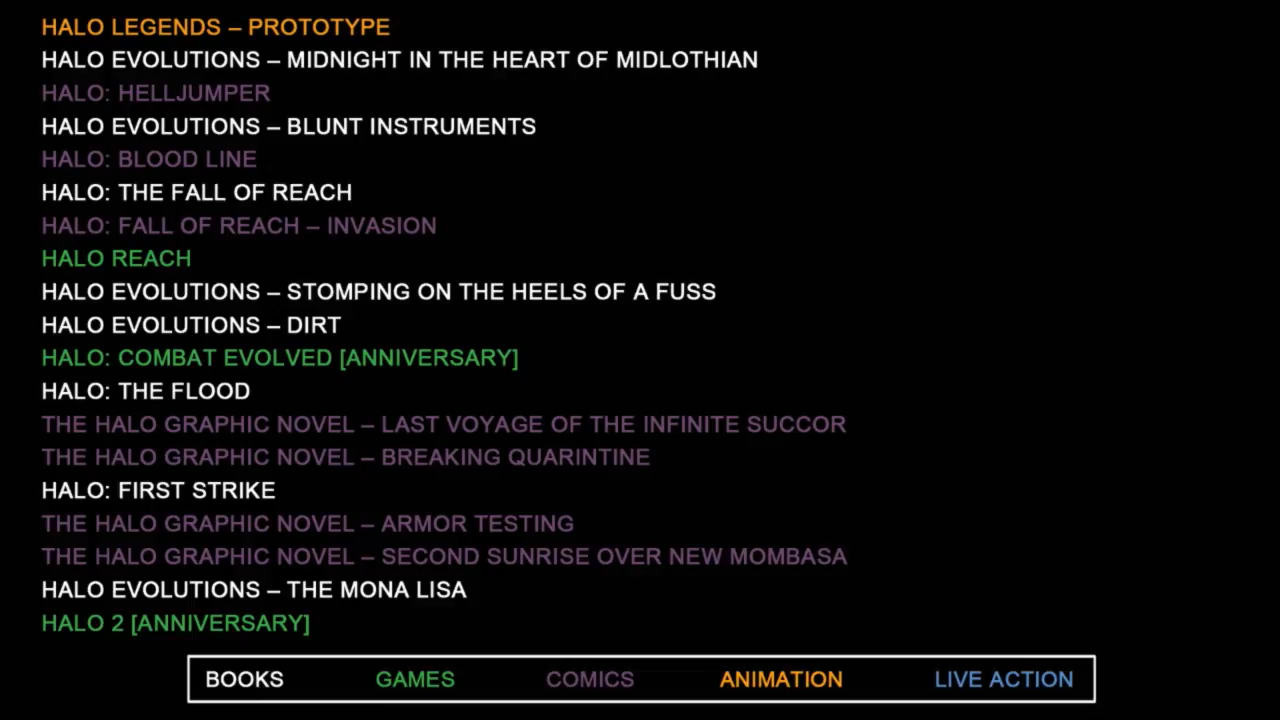 HALO LEGENDS – PROTOTYPE
HALO EVOLUTIONS – MIDNIGHT IN THE HEART OF MIDLOTHIAN
HALO: HELLJUMPER
HALO EVOLUTIONS – BLUNT INSTRUMENTS
HALO: BLOOD LINE
HALO: THE FALL OF REACH
HALO: FALL OF REACH – INVASION
HALO REACH
HALO EVOLUTIONS – STOMPING ON THE HEELS OF A FUSS
HALO EVOLUTIONS – DIRT
HALO: COMBAT EVOLVED [ANNIVERSARY]
HALO: THE FLOOD
THE HALO GRAPHIC NOVEL – LAST VOYAGE OF THE INFINITE SUCCOR
THE HALO GRAPHIC NOVEL – BREAKING QUARINTINE
HALO: FIRST STRIKE
THE HALO GRAPHIC NOVEL – ARMOR TESTING
THE HALO GRAPHIC NOVEL – SECOND SUNRISE OVER NEW MOMBASA
HALO EVOLUTIONS – THE MONA LISA
HALO 2 [ANNIVERSARY]
BOOKS GAMES COMICS ANIMATION LIVE ACTION